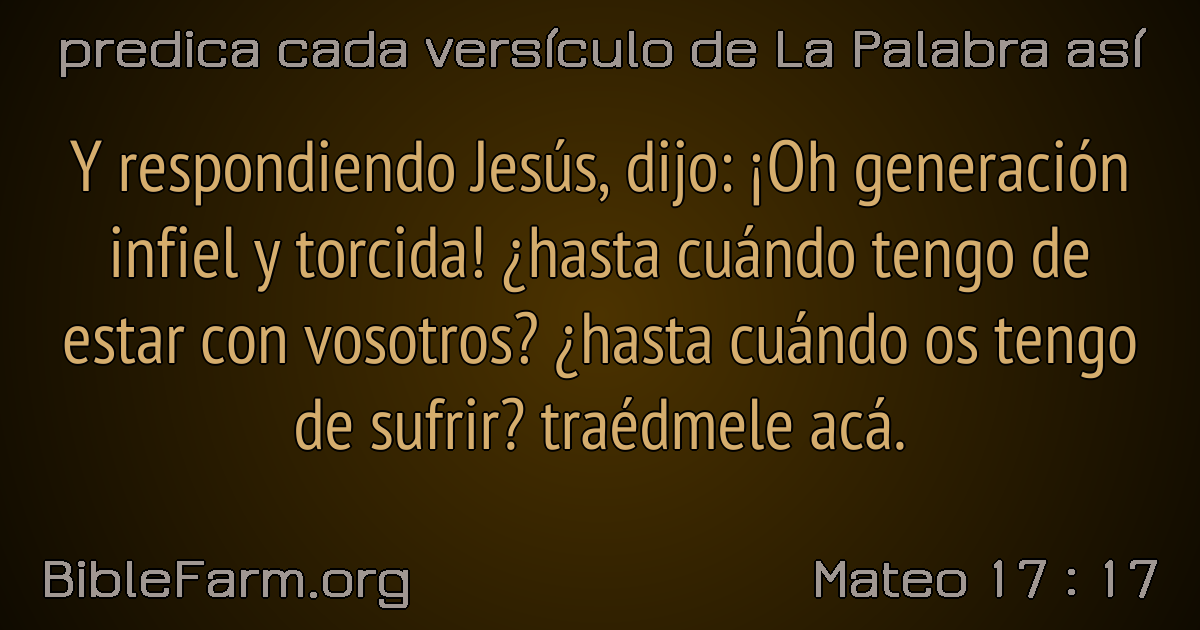 predica cada versículo de La Palabra así
Y respondiendo Jesús, dijo: ¡Oh generación
infiel y torcida! ¿hasta cuándo tengo de
estar con vosotros? ¿hasta cuándo os tengo
de sufrir? traédmele acá.
BibleFarm.org
Mateo 17 : 17